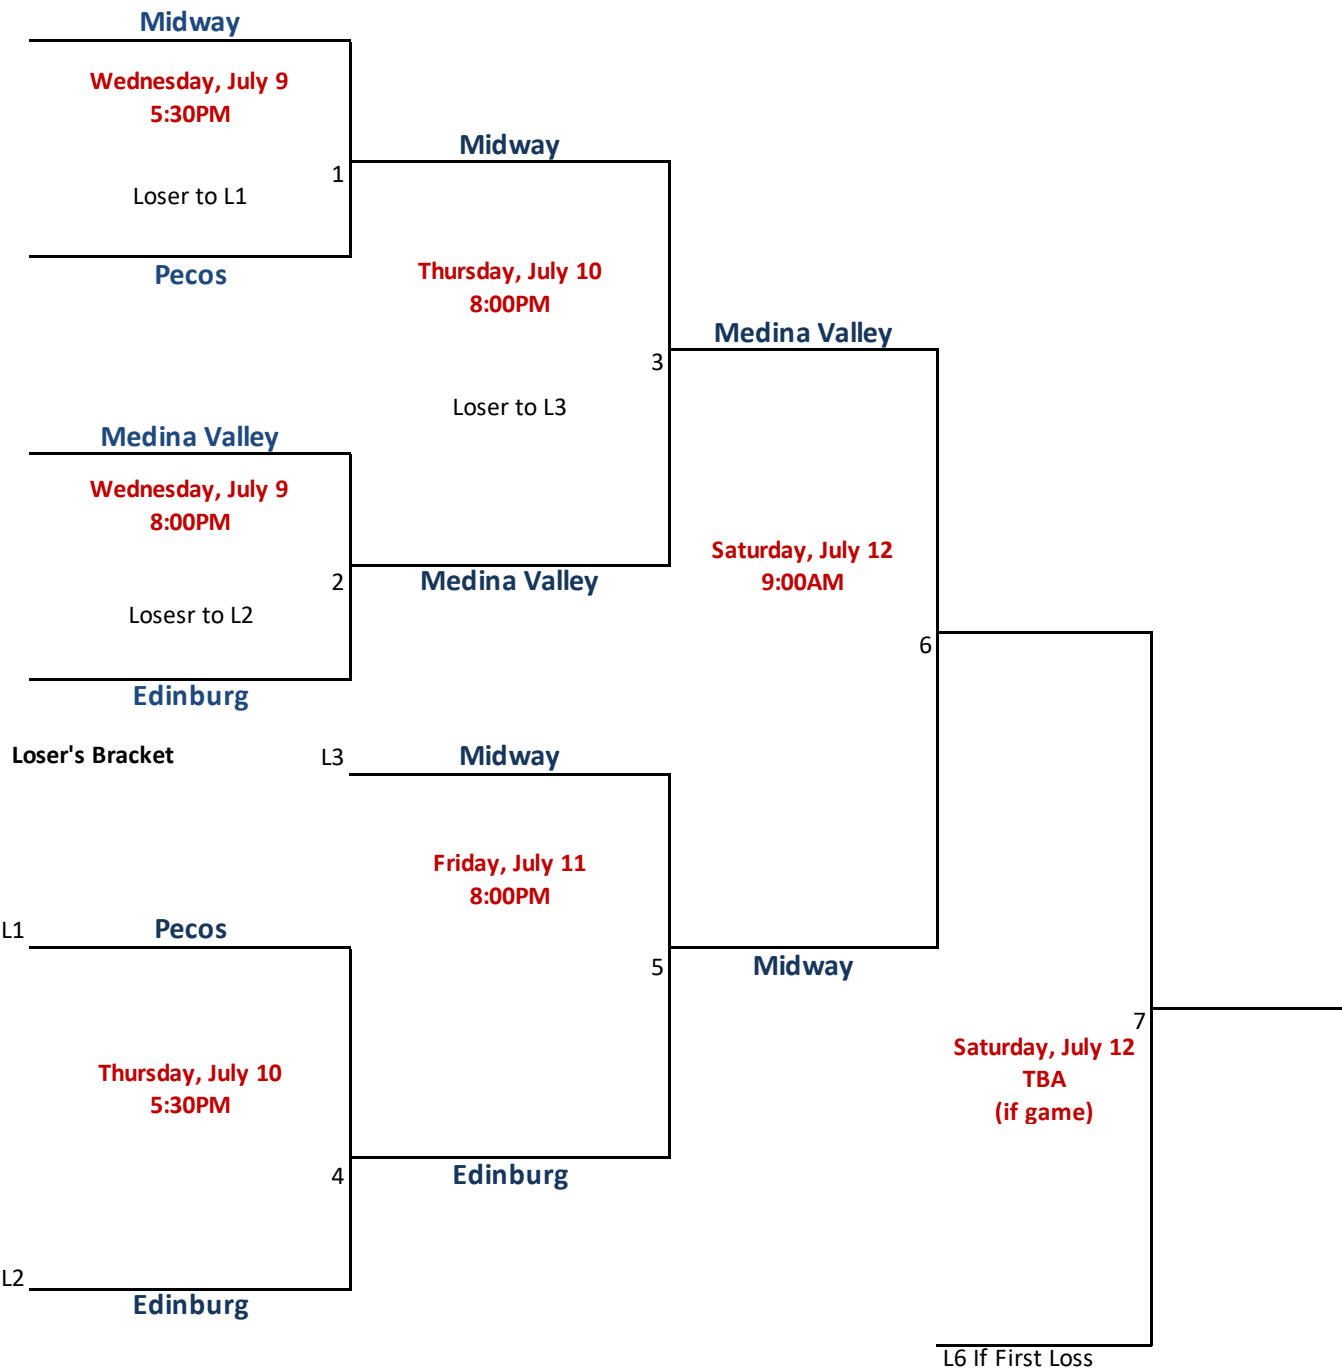 Midway
Wednesday, July 9
5:30PM
Midway
1
Loser to L1
Pecos
Thursday, July 10
8:00PM
Medina Valley
3
Loser to L3
Medina Valley
Wednesday, July 9
8:00PM
Saturday, July 12
9:00AM
2
Medina Valley
Losesr to L2
6
Edinburg
Loser's Bracket
L3
Midway
Friday, July 11
8:00PM
L1
Pecos
5
Midway
7
Saturday, July 12
TBA
(if game)
Thursday, July 10
5:30PM
4
Edinburg
L2
Edinburg
L6 If First Loss